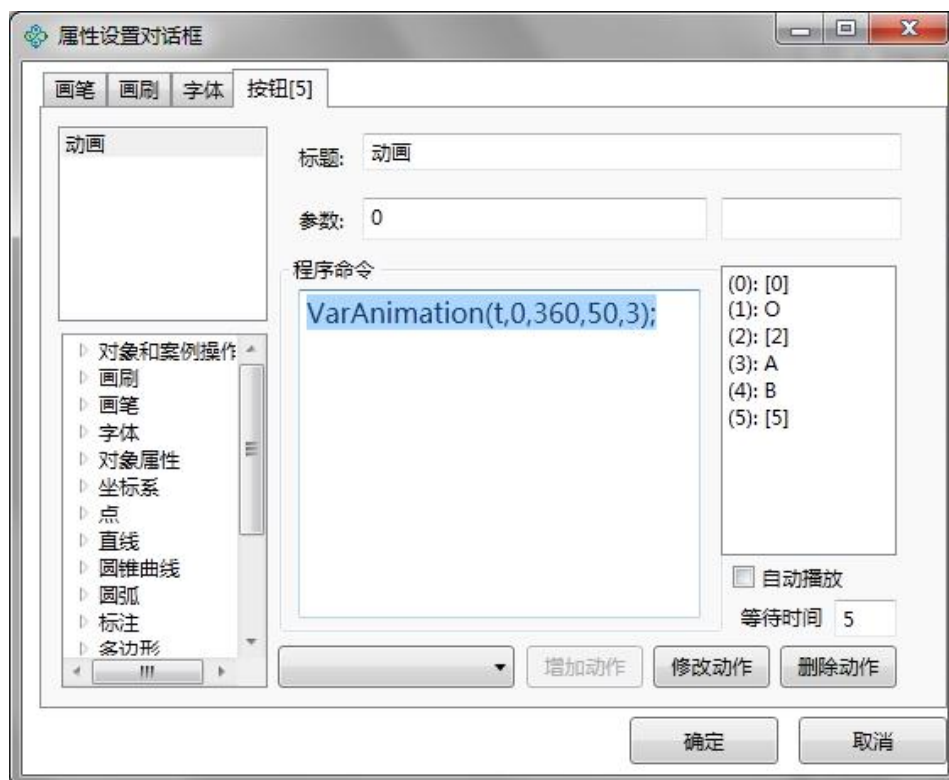 属性设置对话框
画笔 画刷 字体 按钮[5]
动画
标题: 动画
参数: 0
程序命令
VarAnimation(t,0,360,50,3);
(0): [0]
(1): O
(2): [2]
(3): A
(4): B
(5): [5]
对象和案例操作
画刷
画笔
字体
对象属性
坐标系
点
直线
圆锥曲线
圆弧
标注
多边形
自动播放
等待时间 5
增加动作 修改动作 删除动作
确定 取消